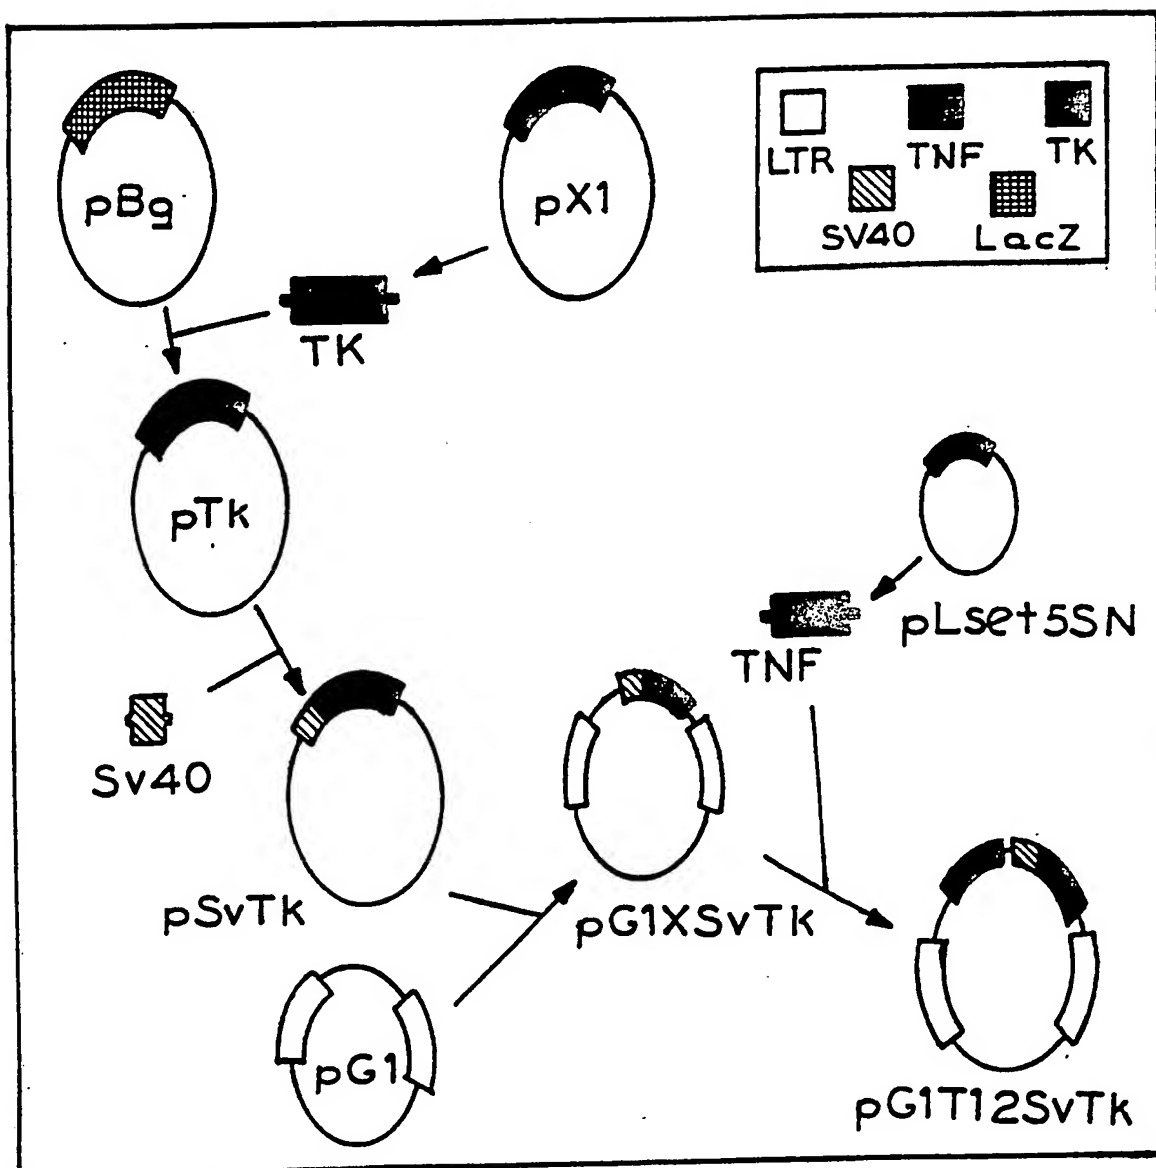 pBg
pX1
LTR
TNF
TK
SV40
LacZ
TK
pTk
pLset5SN
TNF
Sv40
pSvTk
pG1XSvTk
pG1
pG1T12SvTk